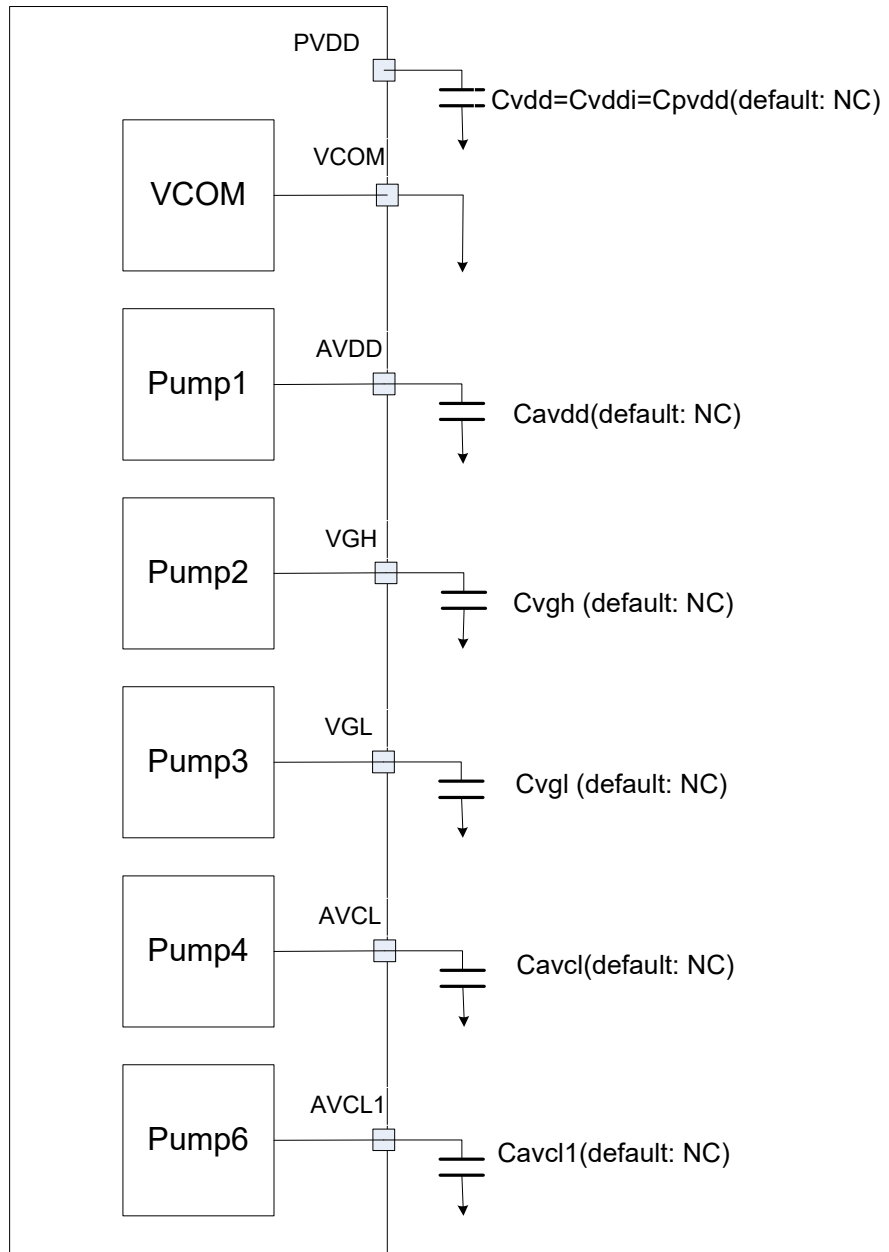 PVDD
Cvdd=Cvddi=Cpvdd(default: NC)
VCOM
VCOM
AVDD
Pump1
Cavdd(default: NC)
VGH
Pump2
Cvgh (default: NC)
VGL
Pump3
Cvgl (default: NC)
AVCL
Pump4
Cavcl(default: NC)
AVCL1
Pump6
Cavcl1(default: NC)